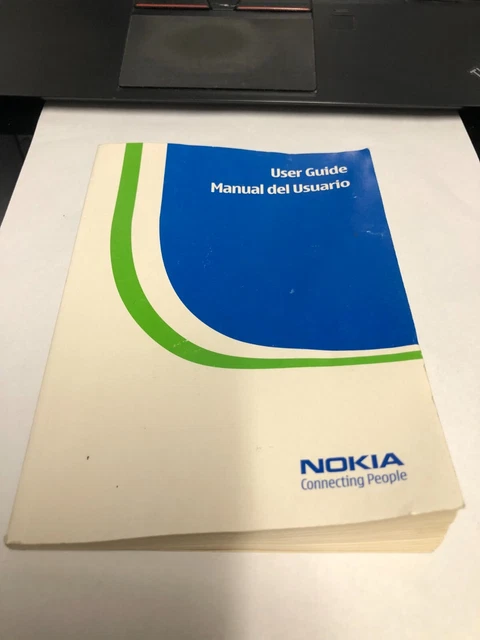 User Guide
Manual del Usuario
NOKIA
Connecting People